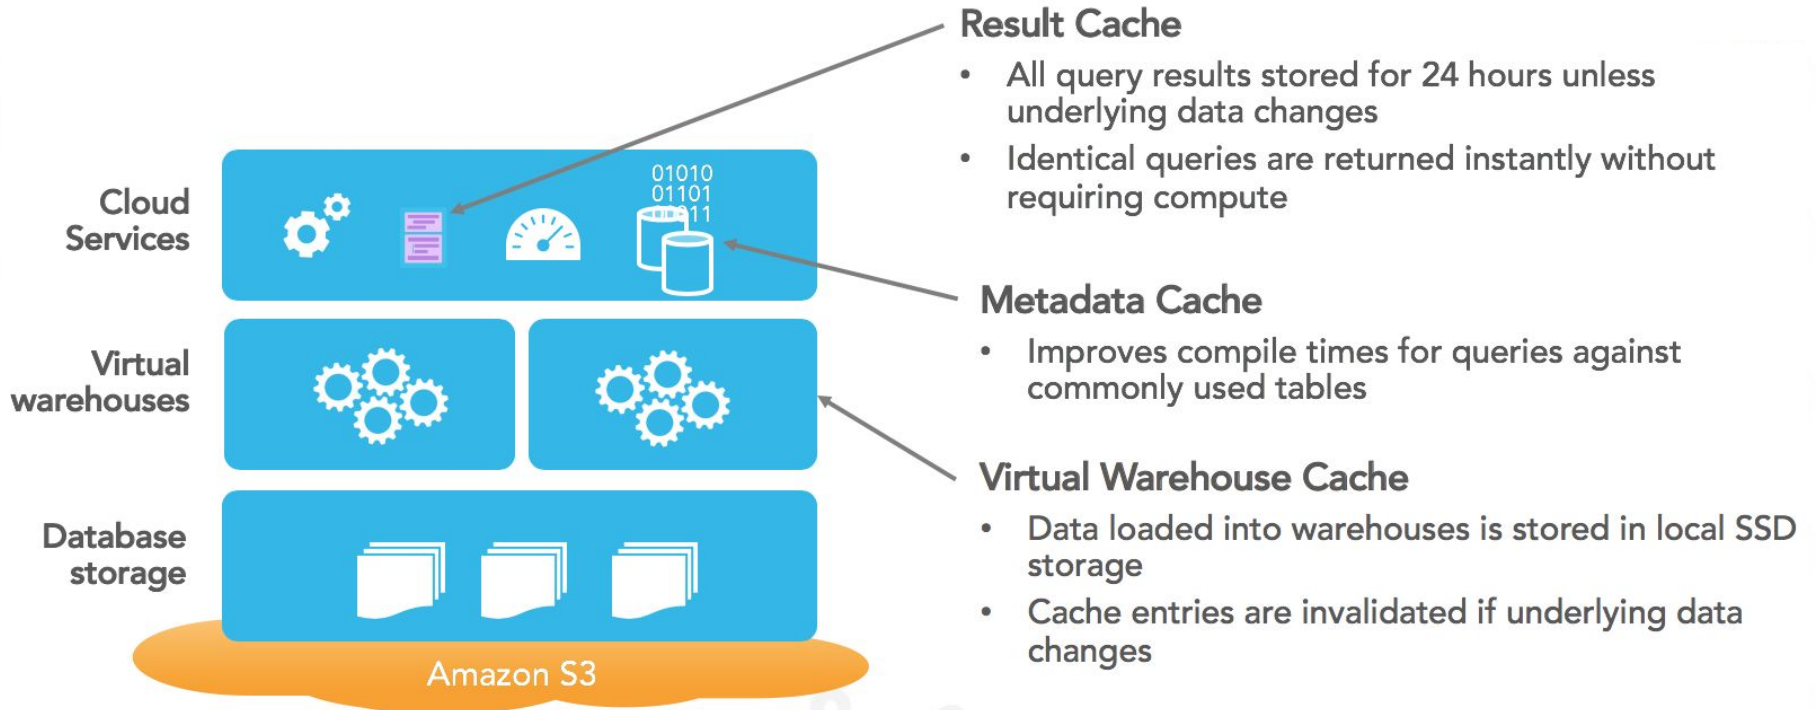 Result Cache
• All query results stored for 24 hours unless
underlying data changes
• Identical queries are returned instantly without
requiring compute
Cloud
Services
01010
01101
11
Metadata Cache
• Improves compile times for queries against
commonly used tables
Virtual
warehouses
Virtual Warehouse Cache
• Data loaded into warehouses is stored in local SSD
storage
• Cache entries are invalidated if underlying data
changes
Database
storage
Amazon S3